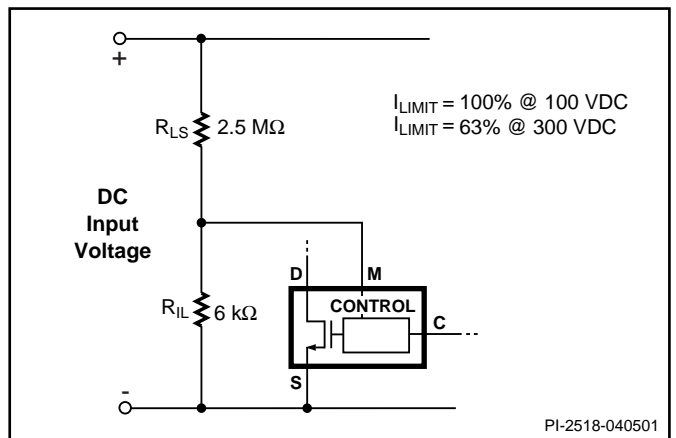 +
R_LS 2.5 MΩ
I_LIMIT = 100% @ 100 VDC
I_LIMIT = 63% @ 300 VDC
DC
Input
Voltage
D M
R_IL 6 kΩ
CONTROL
C
S
-
PI-2518-040501